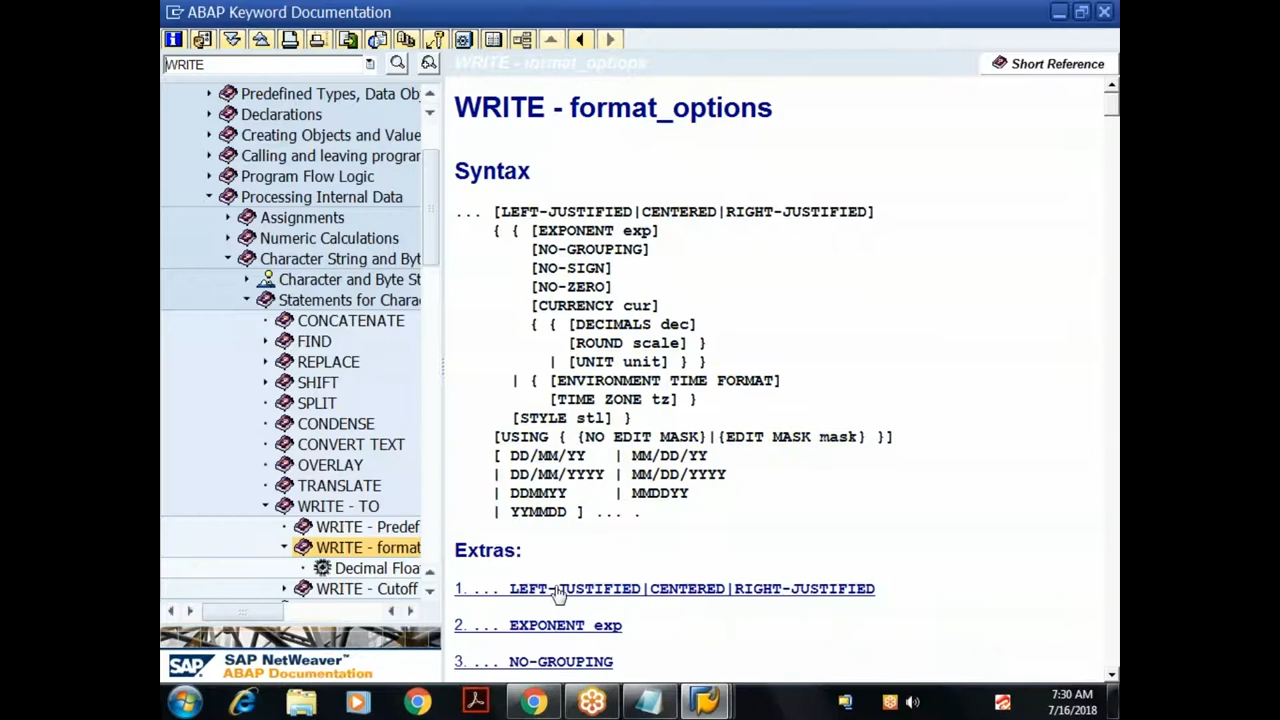 ABAP Keyword Documentation
WRITE
WRITE - format_options
Short Reference
Predefined Types, Data Ob
Declarations
Creating Objects and Value
Calling and leaving progra
Program Flow Logic
Processing Internal Data
Assignments
Numeric Calculations
Character String and Byt
Character and Byte St
Statements for Chara
CONCATENATE
FIND
REPLACE
SHIFT
SPLIT
CONDENSE
CONVERT TEXT
OVERLAY
TRANSLATE
WRITE - TO
WRITE - Predef
WRITE - format
Decimal Floa
WRITE - Cutoff
SAP
SAP NetWeaver™
ABAP Documentation
WRITE - format_options
Syntax
... [LEFT-JUSTIFIED|CENTERED|RIGHT-JUSTIFIED]
{ { [EXPONENT exp]
[NO-GROUPING]
[NO-SIGN]
[NO-ZERO]
[CURRENCY cur]
{ { [DECIMALS dec]
[ROUND scale] }
| [UNIT unit] } }
| { [ENVIRONMENT TIME FORMAT]
[TIME ZONE tz] }
[STYLE stl] }
[USING { {NO EDIT MASK}|{EDIT MASK mask} }]
[ DD/MM/YY | MM/DD/YY
| DD/MM/YYYY | MM/DD/YYYY
| DDMMYY | MMDDYY
| YYMMDD ] ... .
Extras:
1. ... LEFT-JUSTIFIED|CENTERED|RIGHT-JUSTIFIED
2. ... EXPONENT exp
3. ... NO-GROUPING
7:30 AM
7/16/2018